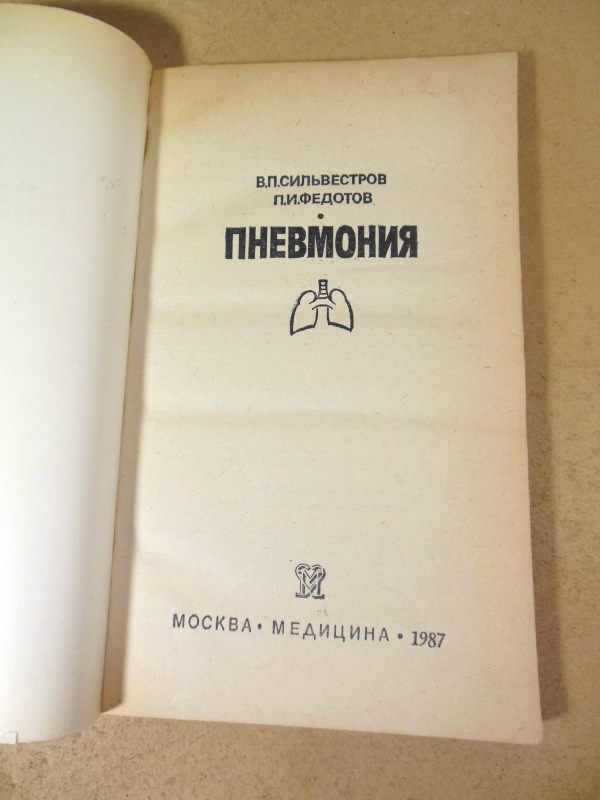 В.П.СИЛЬВЕСТРОВ
П.И.ФЕДОТОВ
•
ПНЕВМОНИЯ
М
МОСКВА • МЕДИЦИНА • 1987